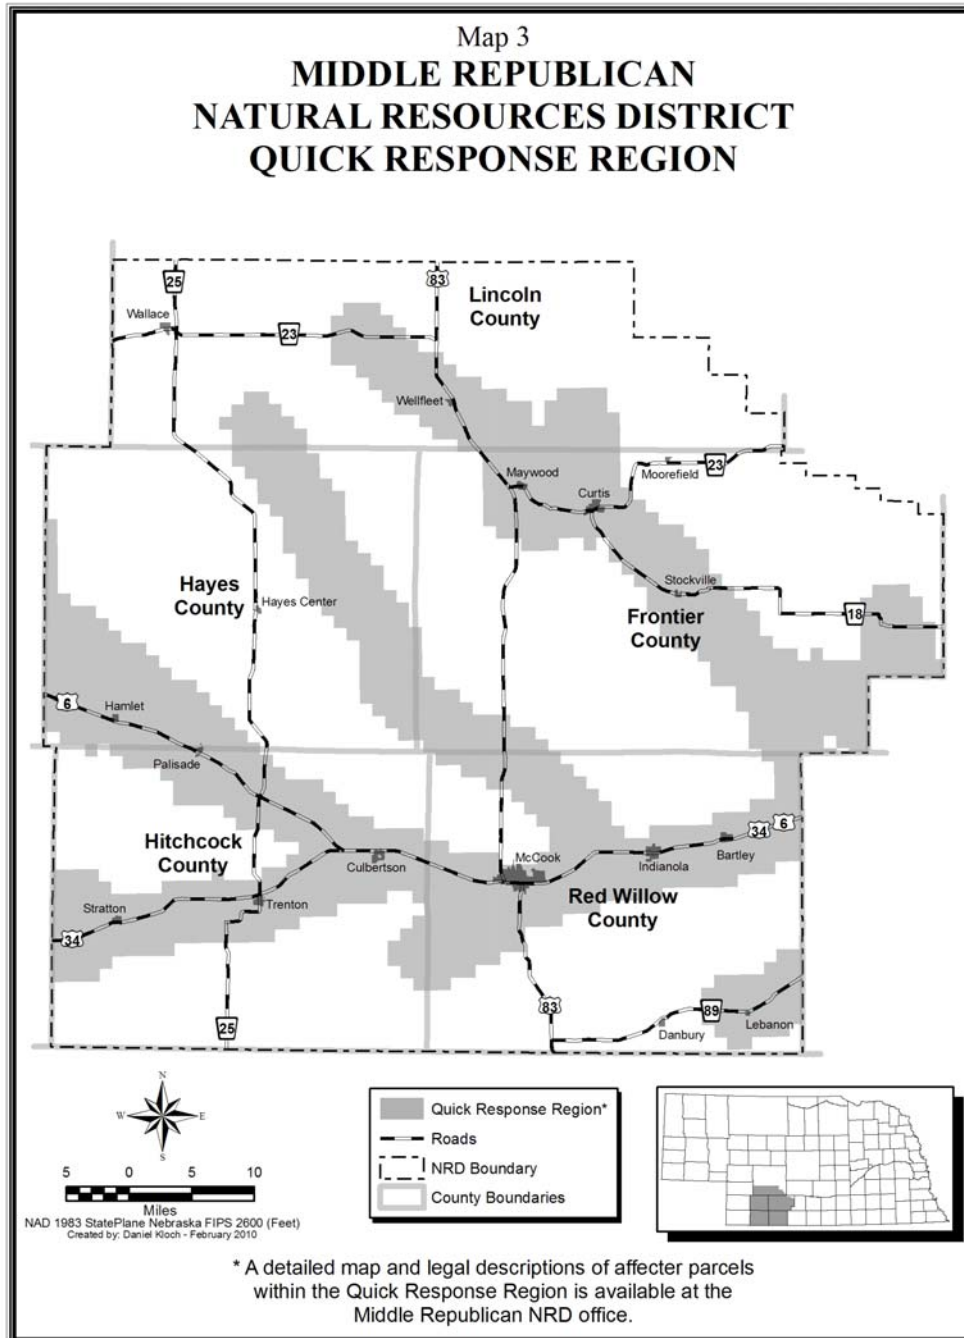 Map 3
MIDDLE REPUBLICAN
NATURAL RESOURCES DISTRICT
QUICK RESPONSE REGION
25
83
Lincoln
County
Wallace
23
Wellfleet
Maywood
Curtis
Moorefield
23
Hayes
County
Hayes Center
Stockville
Frontier
County
18
6
Hamlet
Palisade
Hitchcock
County
Culbertson
McCook
Indianola
Bartley
34
6
Red Willow
County
Stratton
Trenton
34
25
83
89
Danbury
Lebanon
N
W
E
S
5
0
5
10
Miles
NAD 1983 StatePlane Nebraska FIPS 2600 (Feet)
Created by: Daniel Kloch - February 2010
Quick Response Region*
Roads
NRD Boundary
County Boundaries
* A detailed map and legal descriptions of affecter parcels
within the Quick Response Region is available at the
Middle Republican NRD office.